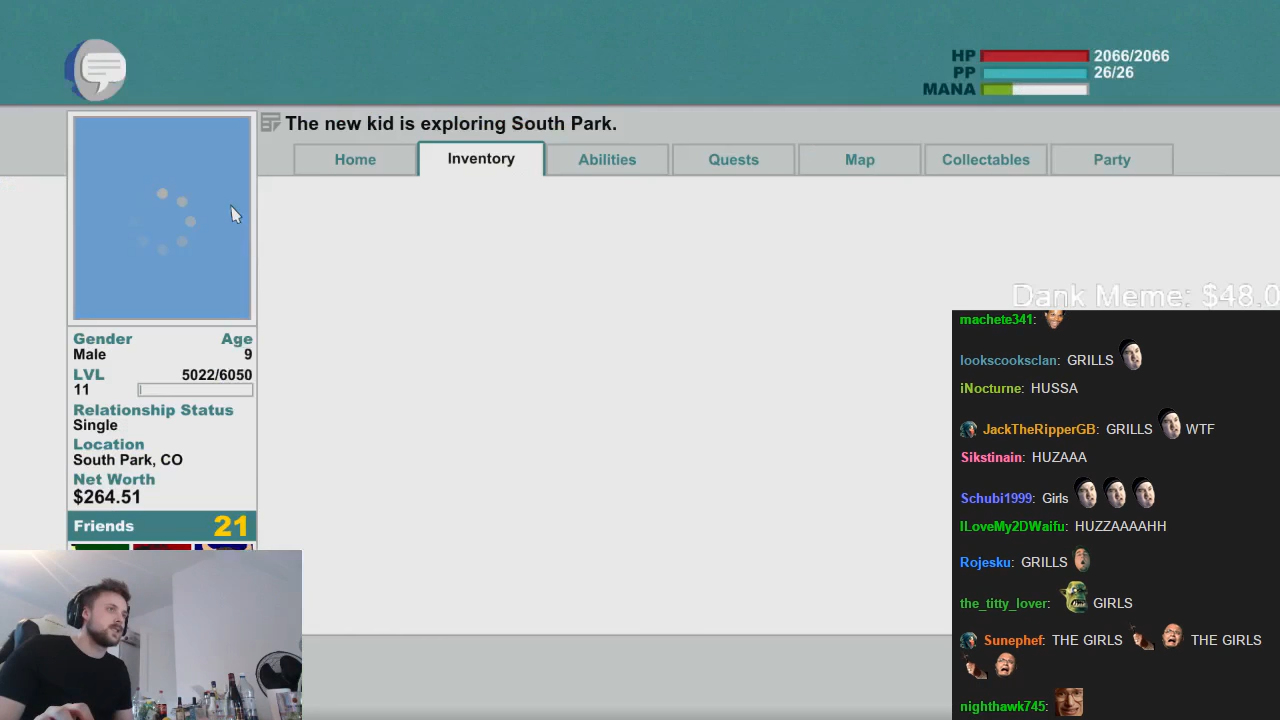 HP 2066/2066
PP 26/26
MANA
The new kid is exploring South Park.
Home Inventory Abilities Quests Map Collectables Party
Gender Age
Male 9
LVL 5022/6050
11
Relationship Status
Single
Location
South Park, CO
Net Worth
$264.51
Friends 21
Dank Meme: $48.0
machete341:
lookscooksclan: GRILLS
iNocturne: HUSSA
JackTheRipperGB: GRILLS WTF
Sikstinain: HUZAAA
Schubi1999: Girls
ILoveMy2DWaifu: HUZZAAAAHH
Rojesku: GRILLS
the_titty_lover: GIRLS
Sunephef: THE GIRLS THE GIRLS
nighthawk745: